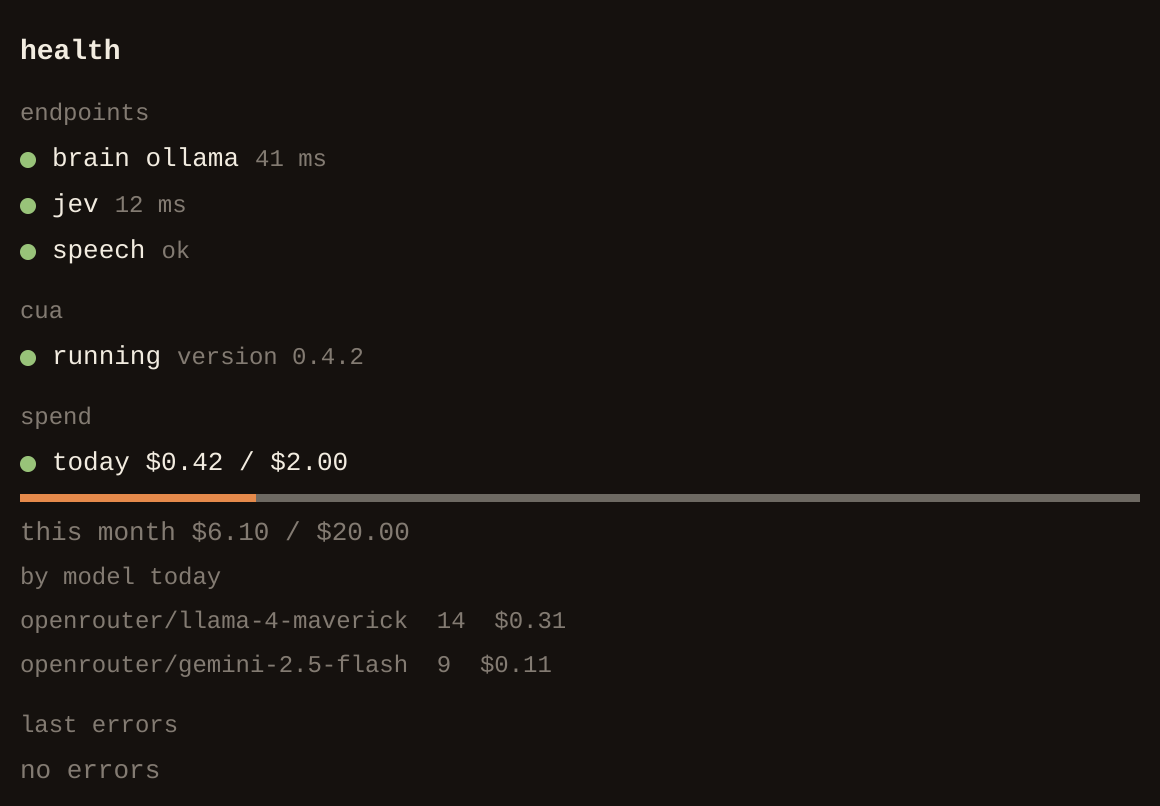 health
endpoints
brain ollama 41 ms
jev 12 ms
speech ok
cua
running version 0.4.2
spend
today $0.42 / $2.00
this month $6.10 / $20.00
by model today
openrouter/llama-4-maverick 14 $0.31
openrouter/gemini-2.5-flash 9 $0.11
last errors
no errors